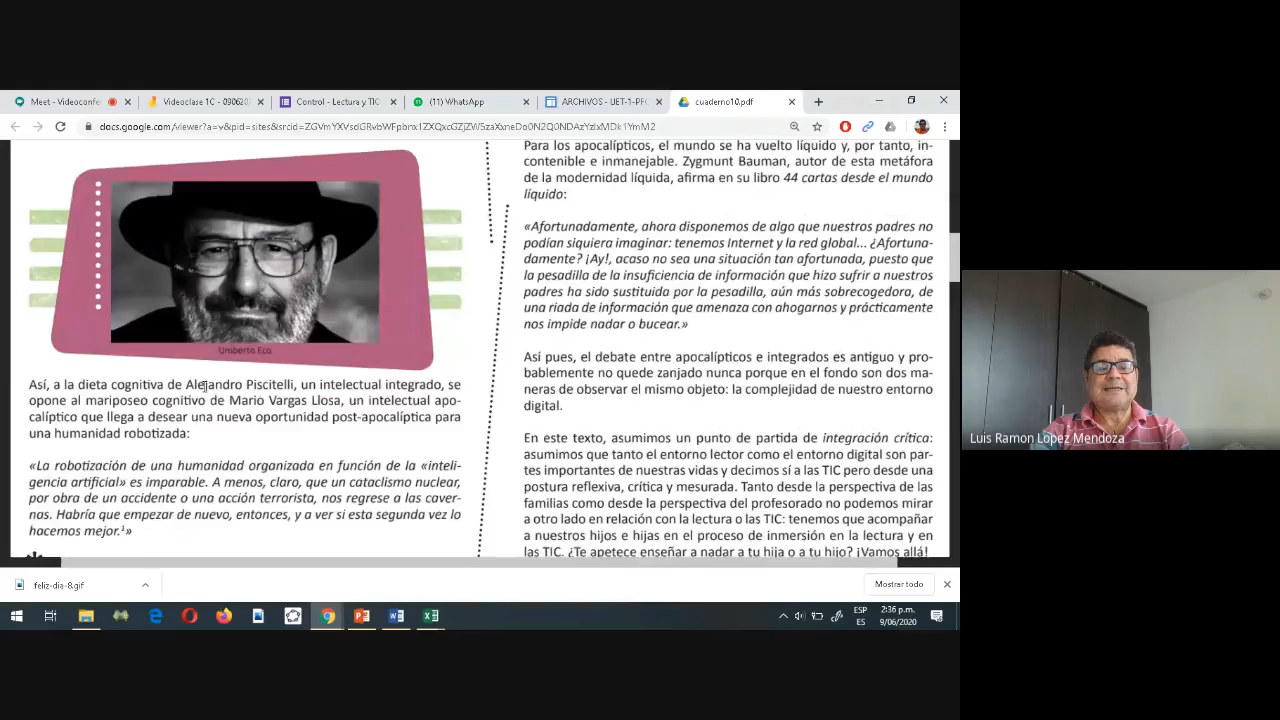 Meet - Videoconfe
Videoclase 1C - 090620
Control - Lectura y TIC
(11) WhatsApp
ARCHIVOS - UET-1-PF
cuaderno10.pdf
Umberto Eco
Así, a la dieta cognitiva de Alejandro Piscitelli, un intelectual integrado, se
opone al mariposeo cognitivo de Mario Vargas Llosa, un intelectual apo-
calíptico que llega a desear una nueva oportunidad post-apocalíptica para
una humanidad robotizada:
«La robotización de una humanidad organizada en función de la «inteli-
gencia artificial» es imparable. A menos, claro, que un cataclismo nuclear,
por obra de un accidente o una acción terrorista, nos regrese a las caver-
nas. Habría que empezar de nuevo, entonces, y a ver si esta segunda vez lo
hacemos mejor.¹»
Para los apocalípticos, el mundo se ha vuelto líquido y, por tanto, in-
contenible e inmanejable. Zygmunt Bauman, autor de esta metáfora
de la modernidad líquida, afirma en su libro 44 cartas desde el mundo
líquido:
«Afortunadamente, ahora disponemos de algo que nuestros padres no
podían siquiera imaginar: tenemos Internet y la red global... ¿Afortuna-
damente? ¡Ay!, acaso no sea una situación tan afortunada, puesto que
la pesadilla de la insuficiencia de información que hizo sufrir a nuestros
padres ha sido sustituida por la pesadilla, aún más sobrecogedora, de
una riada de información que amenaza con ahogarnos y prácticamente
nos impide nadar o bucear.»
Así pues, el debate entre apocalípticos e integrados es antiguo y pro-
bablemente no quede zanjado nunca porque en el fondo son dos ma-
neras de observar el mismo objeto: la complejidad de nuestro entorno
digital.
En este texto, asumimos un punto de partida de integración crítica:
asumimos que tanto el entorno lector como el entorno digital son par-
tes importantes de nuestras vidas y decimos sí a las TIC pero desde una
postura reflexiva, crítica y mesurada. Tanto desde la perspectiva de las
familias como desde la perspectiva del profesorado no podemos mirar
a otro lado en relación con la lectura o las TIC: tenemos que acompañar
a nuestros hijos e hijas en el proceso de inmersión en la lectura y en
las TIC. ¿Te apetece enseñar a nadar a tu hija o a tu hijo? ¡Vamos allá!
Luis Ramon Lopez Mendoza
feliz-dia-8.gif
Mostrar todo
ESP
ES
2:36 p.m.
9/06/2020